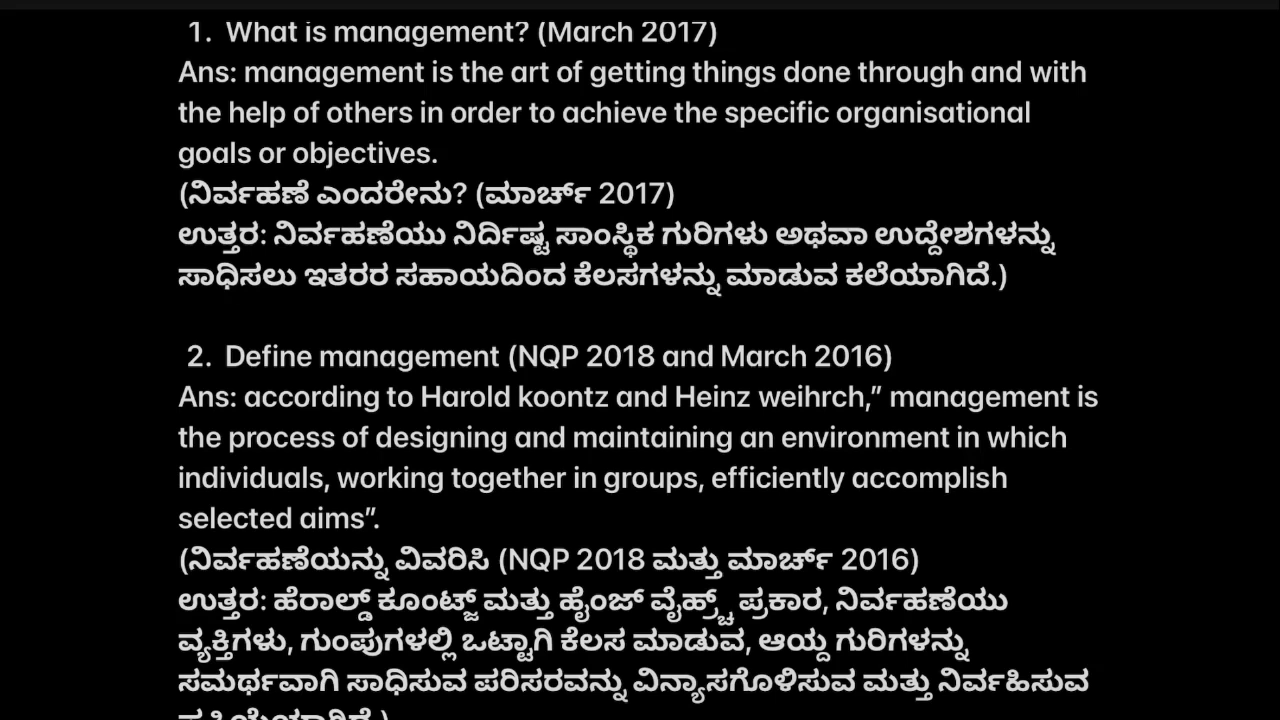 1. What is management? (March 2017)
Ans: management is the art of getting things done through and with
the help of others in order to achieve the specific organisational
goals or objectives.
(ನಿರ್ವಹಣೆ ಎಂದರೇನು? (ಮಾರ್ಚ್ 2017)
ಉತ್ತರ: ನಿರ್ವಹಣೆಯು ನಿರ್ದಿಷ್ಟ ಸಾಂಸ್ಥಿಕ ಗುರಿಗಳು ಅಥವಾ ಉದ್ದೇಶಗಳನ್ನು
ಸಾಧಿಸಲು ಇತರರ ಸಹಾಯದಿಂದ ಕೆಲಸಗಳನ್ನು ಮಾಡುವ ಕಲೆಯಾಗಿದೆ.)
2. Define management (NQP 2018 and March 2016)
Ans: according to Harold koontz and Heinz weihrch,” management is
the process of designing and maintaining an environment in which
individuals, working together in groups, efficiently accomplish
selected aims”.
(ನಿರ್ವಹಣೆಯನ್ನು ವಿವರಿಸಿ (NQP 2018 ಮತ್ತು ಮಾರ್ಚ್ 2016)
ಉತ್ತರ: ಹೆರಾಲ್ಡ್ ಕೂಂಟ್ಜ್ ಮತ್ತು ಹೈಂಜ್ ವೈಹ್ರ್ಚ್ ಪ್ರಕಾರ, ನಿರ್ವಹಣೆಯು
ವ್ಯಕ್ತಿಗಳು, ಗುಂಪುಗಳಲ್ಲಿ ಒಟ್ಟಾಗಿ ಕೆಲಸ ಮಾಡುವ, ಆಯ್ದ ಗುರಿಗಳನ್ನು
ಸಮರ್ಥವಾಗಿ ಸಾಧಿಸುವ ಪರಿಸರವನ್ನು ವಿನ್ಯಾಸಗೊಳಿಸುವ ಮತ್ತು ನಿರ್ವಹಿಸುವ